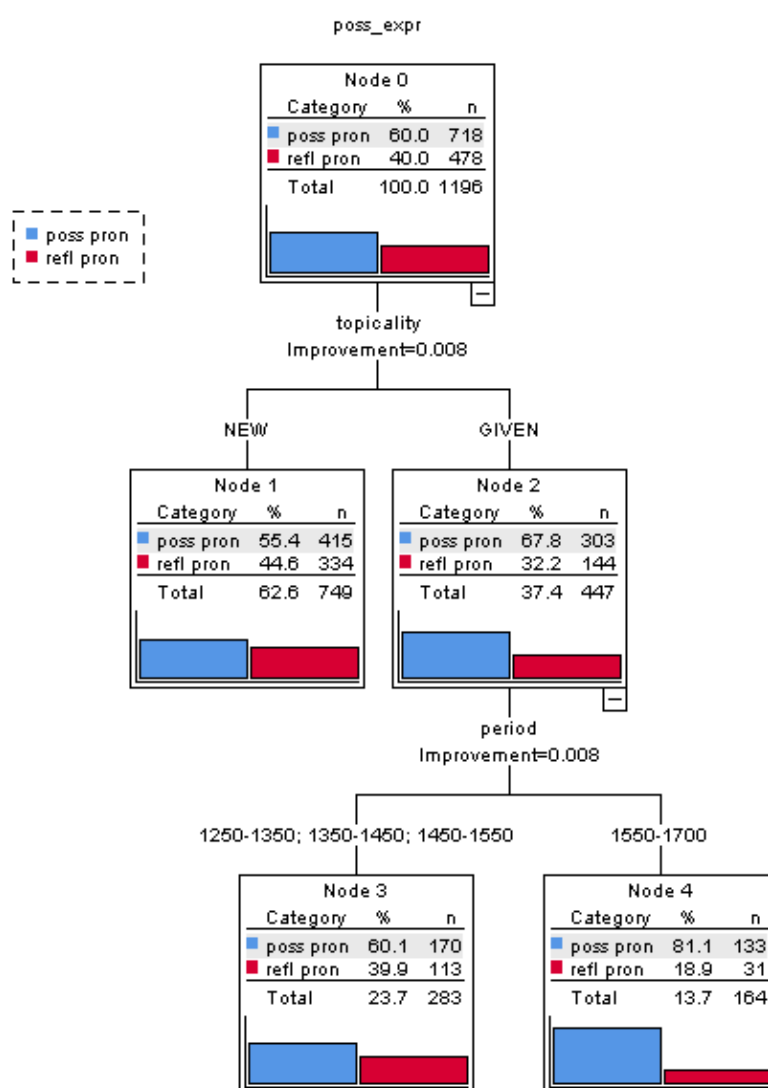 poss_expr
Node 0
Category % n
poss pron 60.0 718
refl pron 40.0 478
Total 100.0 1196
poss pron
refl pron
topicality
Improvement=0.008
NEW
GIVEN
Node 1
Category % n
poss pron 55.4 415
refl pron 44.6 334
Total 62.6 749
Node 2
Category % n
poss pron 67.8 303
refl pron 32.2 144
Total 37.4 447
period
Improvement=0.008
1250-1350; 1350-1450; 1450-1550
1550-1700
Node 3
Category % n
poss pron 60.1 170
refl pron 39.9 113
Total 23.7 283
Node 4
Category % n
poss pron 81.1 133
refl pron 18.9 31
Total 13.7 164